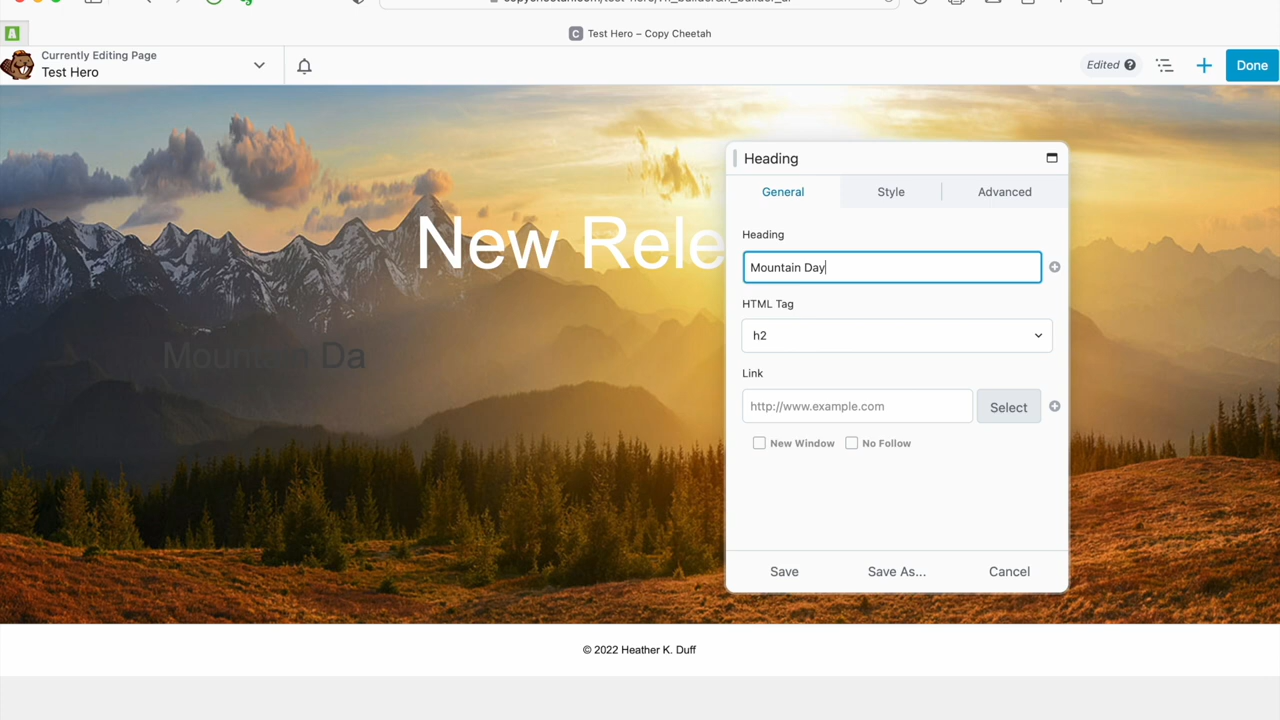 Test Hero – Copy Cheetah
Currently Editing Page
Test Hero
Edited
Done
New Rele
Mountain Da
Heading
General
Style
Advanced
Heading
Mountain Day
HTML Tag
h2
Link
http://www.example.com
Select
New Window
No Follow
Save
Save As...
Cancel
© 2022 Heather K. Duff